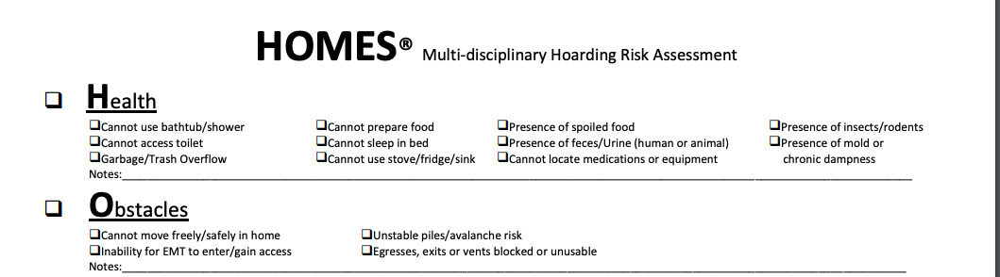 HOMES® Multi-disciplinary Hoarding Risk Assessment
❑ Health
❑Cannot use bathtub/shower ❑Cannot prepare food ❑Presence of spoiled food ❑Presence of insects/rodents
❑Cannot access toilet ❑Cannot sleep in bed ❑Presence of feces/Urine (human or animal) ❑Presence of mold or
❑Garbage/Trash Overflow ❑Cannot use stove/fridge/sink ❑Cannot locate medications or equipment chronic dampness
Notes:
❑ Obstacles
❑Cannot move freely/safely in home ❑Unstable piles/avalanche risk
❑Inability for EMT to enter/gain access ❑Egresses, exits or vents blocked or unusable
Notes: